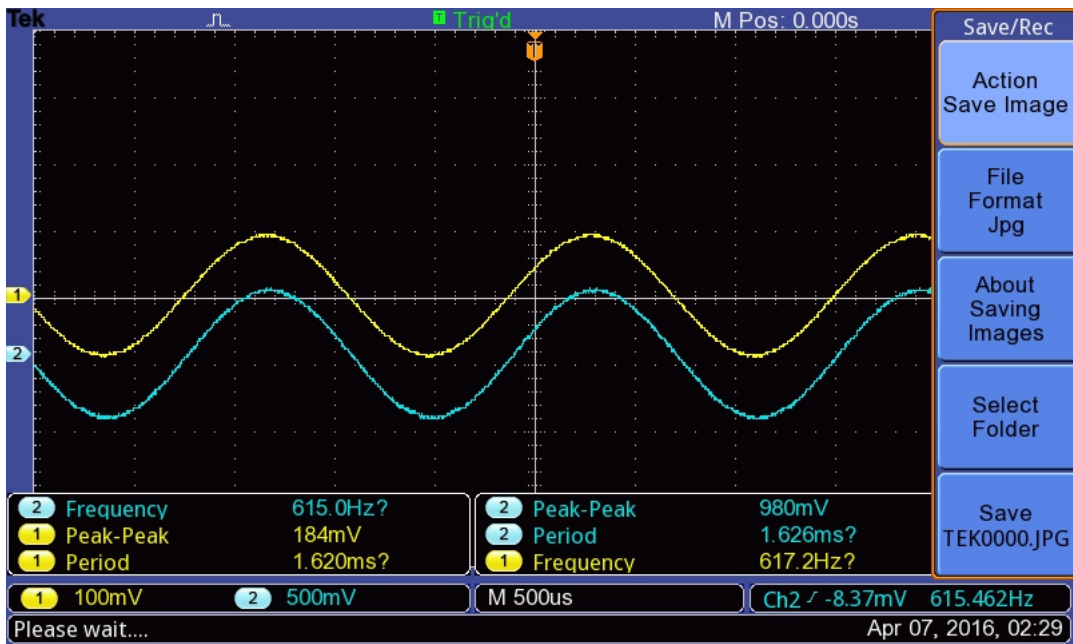 Tek
T Trig'd
M Pos: 0.000s
Save/Rec
T
Action
Save Image
File
Format
Jpg
About
Saving
Images
Select
Folder
Save
TEK0000.JPG
1
2
2 Frequency 615.0Hz?
1 Peak-Peak 184mV
1 Period 1.620ms?
2 Peak-Peak 980mV
2 Period 1.626ms?
1 Frequency 617.2Hz?
1 100mV 2 500mV M 500us Ch2 / -8.37mV 615.462Hz
Please wait.... Apr 07, 2016, 02:29